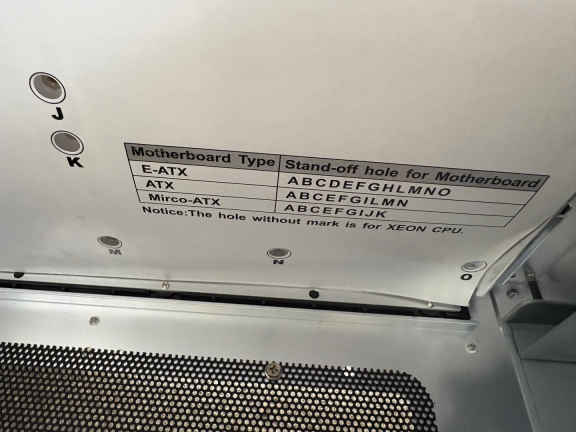 J
K
Motherboard Type Stand-off hole for Motherboard
E-ATX ABCDEFGHLMNO
ATX ABCEFGILMN
Mirco-ATX ABCEFGIJK
Notice:The hole without mark is for XEON CPU.
M N O